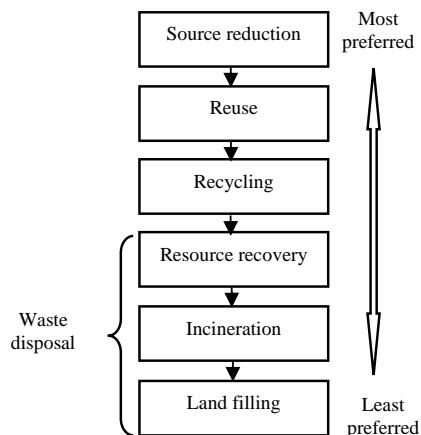 Source reduction
Most
preferred
Reuse
Recycling
Resource recovery
Waste
disposal
Incineration
Land filling
Least
preferred